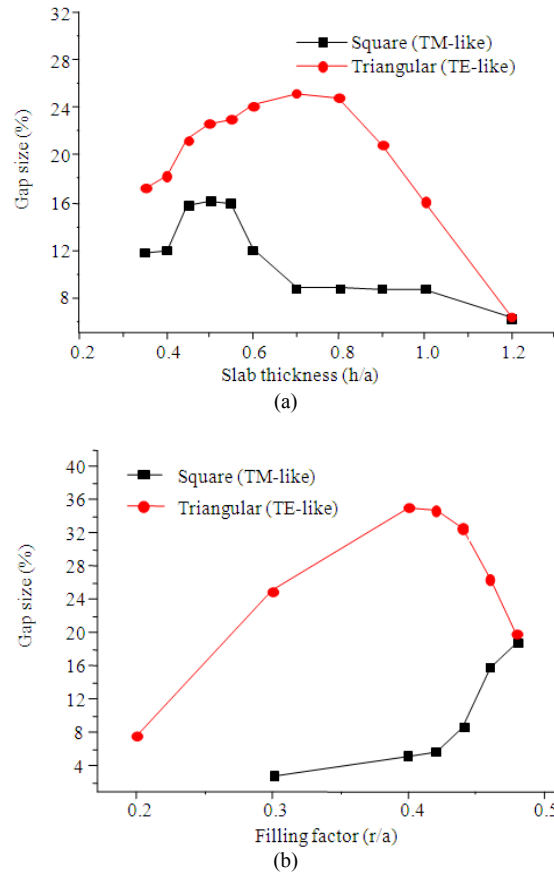 32
28
24
20
16
12
8
Gap size (%)
Square (TM-like)
Triangular (TE-like)
0.2 0.4 0.6 0.8 1.0 1.2
Slab thickness (h/a)
(a)
40
36
32
28
24
20
16
12
8
4
Gap size (%)
Square (TM-like)
Triangular (TE-like)
0.2 0.3 0.4 0.5
Filling factor (r/a)
(b)